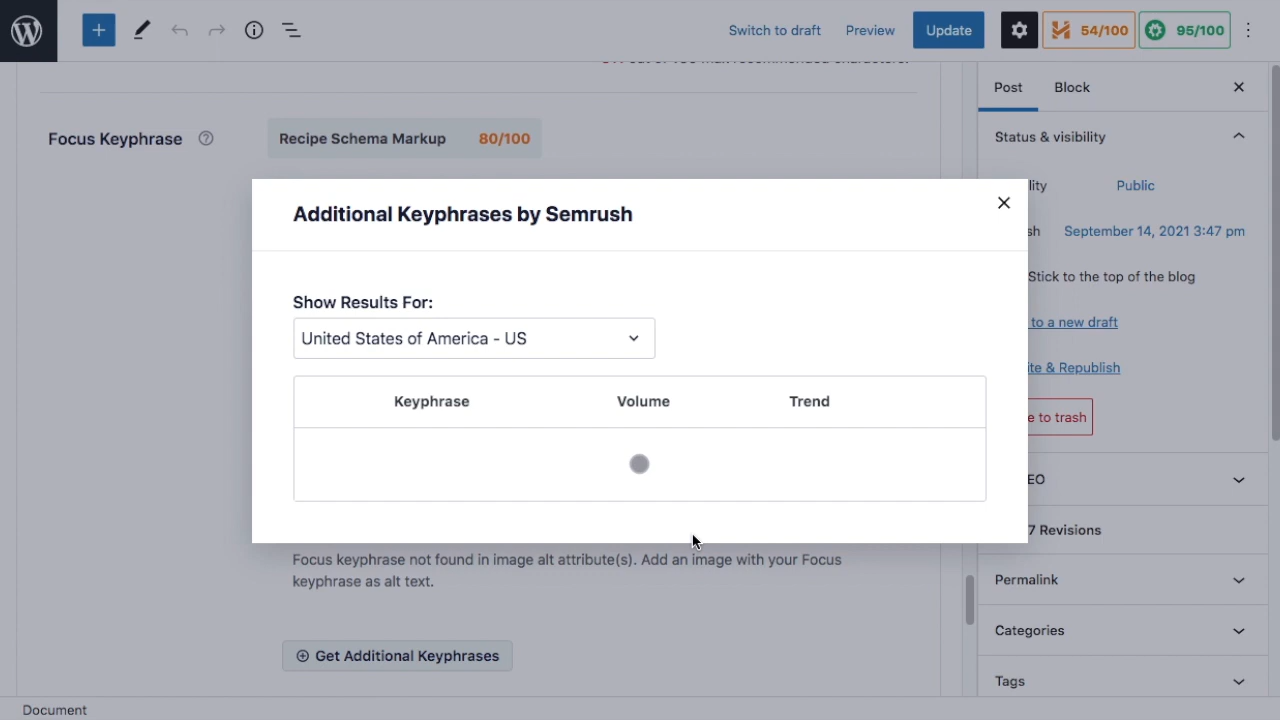 Switch to draft
Preview
Update
54/100
95/100
Post
Block
Status & visibility
Focus Keyphrase
Recipe Schema Markup 80/100
Public
September 14, 2021 3:47 pm
Stick to the top of the blog
to a new draft
& Republish
to trash
7 Revisions
Permalink
Categories
Tags
Additional Keyphrases by Semrush
Show Results For:
United States of America - US
Keyphrase Volume Trend
Focus keyphrase not found in image alt attribute(s). Add an image with your Focus
keyphrase as alt text.
Get Additional Keyphrases
Document